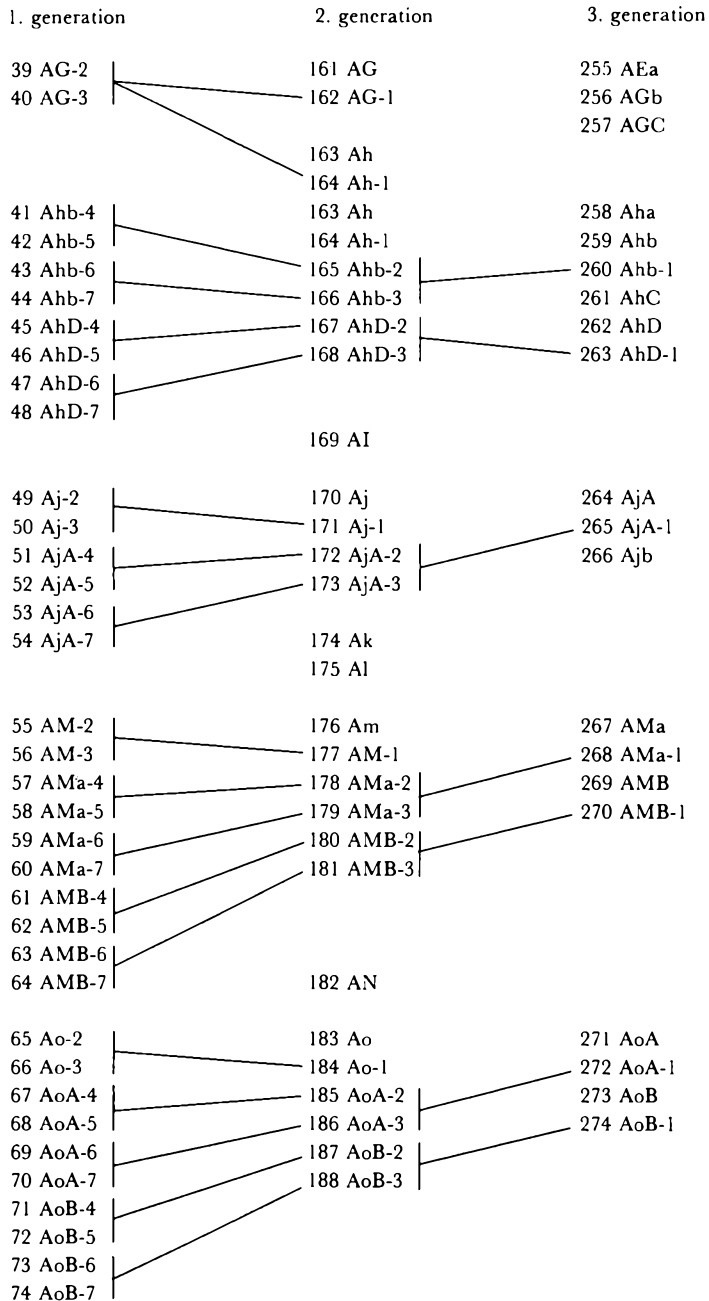 1. generation 2. generation 3. generation
39 AG-2 161 AG 255 AEa
40 AG-3 162 AG-1 256 AGb
257 AGC
163 Ah
164 Ah-1
41 Ahb-4 163 Ah 258 Aha
42 Ahb-5 164 Ah-1 259 Ahb
43 Ahb-6 165 Ahb-2 260 Ahb-1
44 Ahb-7 166 Ahb-3 261 AhC
45 AhD-4 167 AhD-2 262 AhD
46 AhD-5 168 AhD-3 263 AhD-1
47 AhD-6
48 AhD-7
169 AI
49 Aj-2 170 Aj 264 AjA
50 Aj-3 171 Aj-1 265 AjA-1
51 AjA-4 172 AjA-2 266 Ajb
52 AjA-5 173 AjA-3
53 AjA-6
54 AjA-7 174 Ak
175 Al
55 AM-2 176 Am 267 AMa
56 AM-3 177 AM-1 268 AMa-1
57 AMa-4 178 AMa-2 269 AMB
58 AMa-5 179 AMa-3 270 AMB-1
59 AMa-6 180 AMB-2
60 AMa-7 181 AMB-3
61 AMB-4
62 AMB-5
63 AMB-6
64 AMB-7 182 AN
65 Ao-2 183 Ao 271 AoA
66 Ao-3 184 Ao-1 272 AoA-1
67 AoA-4 185 AoA-2 273 AoB
68 AoA-5 186 AoA-3 274 AoB-1
69 AoA-6 187 AoB-2
70 AoA-7 188 AoB-3
71 AoB-4
72 AoB-5
73 AoB-6
74 AoB-7